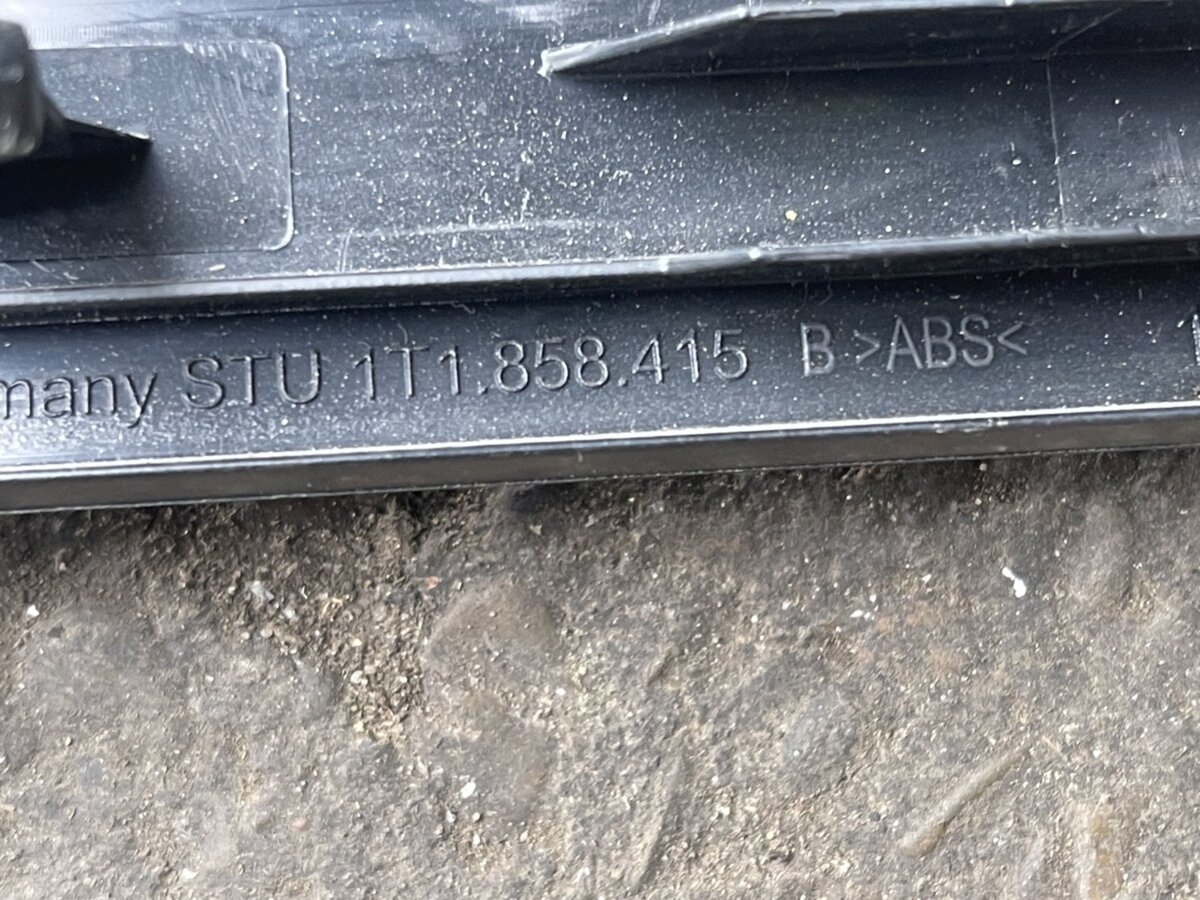 many STU 1T1.858.415 B >ABS<